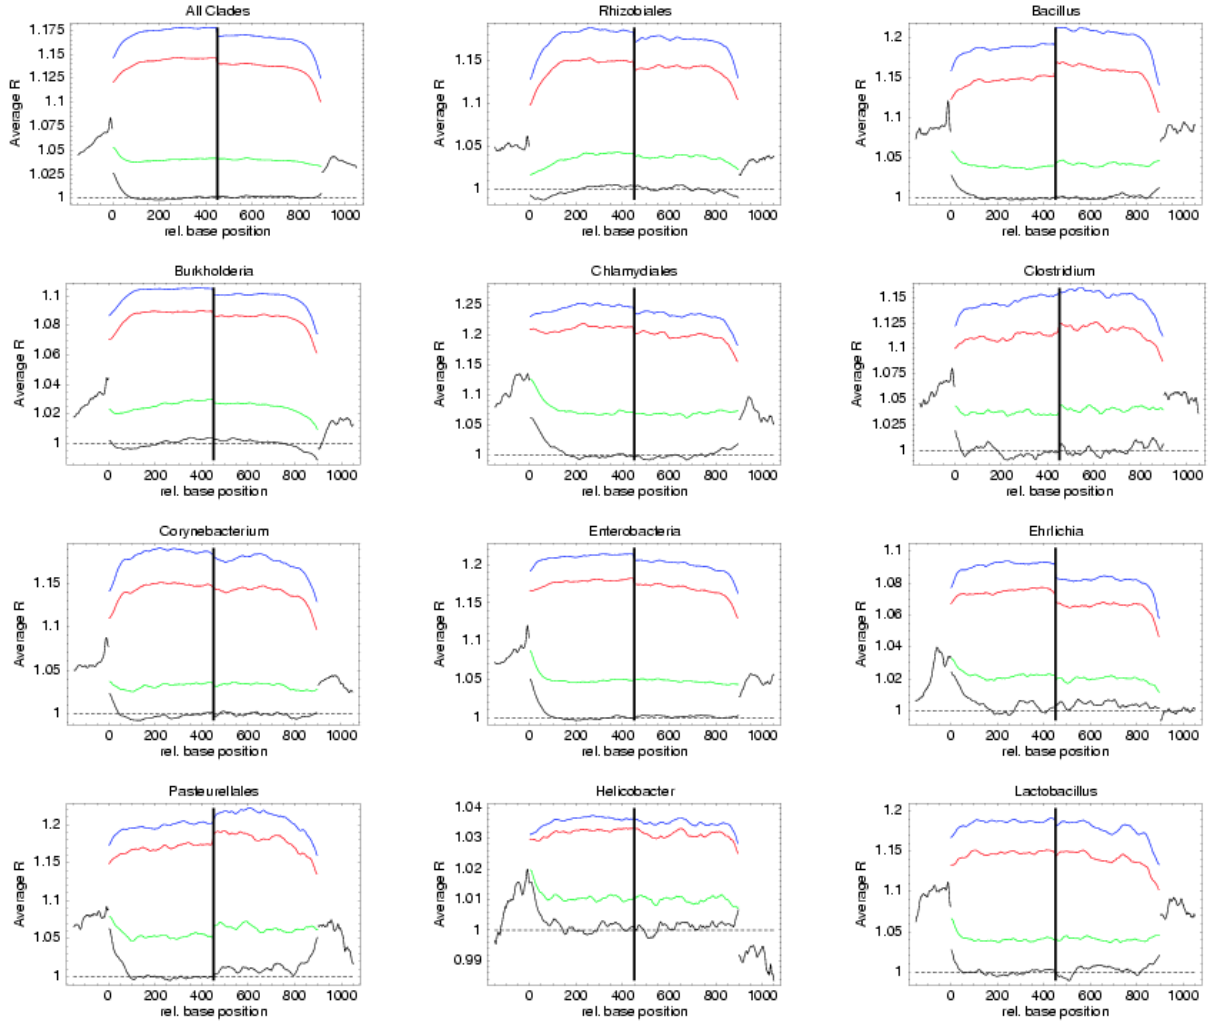 All Clades
1.175
1.15
1.125
1.1
1.075
1.05
1.025
1
Average R
0 200 400 600 800 1000
rel. base position
Rhizobiales
1.15
1.1
1.05
1
Average R
0 200 400 600 800 1000
rel. base position
Bacillus
1.2
1.15
1.1
1.05
1
Average R
0 200 400 600 800 1000
rel. base position
Burkholderia
1.1
1.08
1.06
1.04
1.02
1
Average R
0 200 400 600 800 1000
rel. base position
Chlamydiales
1.25
1.2
1.15
1.1
1.05
1
Average R
0 200 400 600 800 1000
rel. base position
Clostridium
1.15
1.125
1.1
1.075
1.05
1.025
1
Average R
0 200 400 600 800 1000
rel. base position
Corynebacterium
1.15
1.1
1.05
1
Average R
0 200 400 600 800 1000
rel. base position
Enterobacteria
1.2
1.15
1.1
1.05
1
Average R
0 200 400 600 800 1000
rel. base position
Ehrlichia
1.1
1.08
1.06
1.04
1.02
1
Average R
0 200 400 600 800 1000
rel. base position
Pasteurellales
1.2
1.15
1.1
1.05
1
Average R
0 200 400 600 800 1000
rel. base position
Helicobacter
1.04
1.03
1.02
1.01
1
0.99
Average R
0 200 400 600 800 1000
rel. base position
Lactobacillus
1.2
1.15
1.1
1.05
1
Average R
0 200 400 600 800 1000
rel. base position